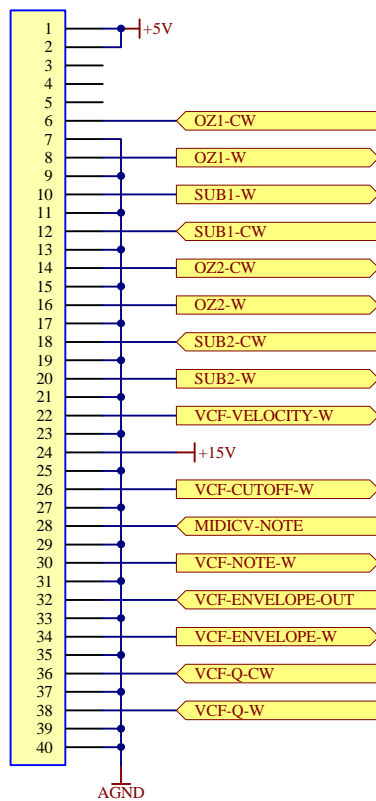 1 +5V
2
3
4
5
6 OZ1-CW
7
8 OZ1-W
9
10 SUB1-W
11
12 SUB1-CW
13
14 OZ2-CW
15
16 OZ2-W
17
18 SUB2-CW
19
20 SUB2-W
21
22 VCF-VELOCITY-W
23
24 +15V
25
26 VCF-CUTOFF-W
27
28 MIDICV-NOTE
29
30 VCF-NOTE-W
31
32 VCF-ENVELOPE-OUT
33
34 VCF-ENVELOPE-W
35
36 VCF-Q-CW
37
38 VCF-Q-W
39
40
AGND